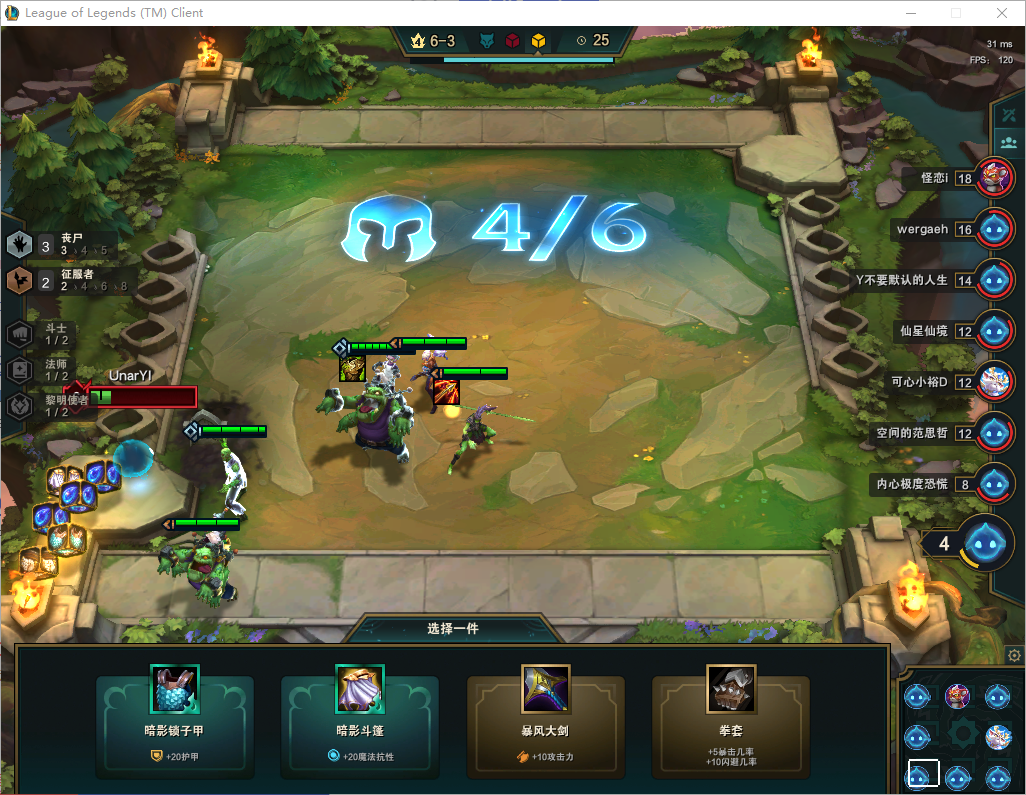 League of Legends (TM) Client
4 6-3 25
31 ms
FPS: 120
怪恋i 18
wergaeh 16
Y不要默认的人生 14
仙星仙境 12
可心小裕D 12
空间的范思哲 12
内心极度恐慌 8
4
4/6
3 丧尸
3 › 4 › 5
2 征服者
2 › 4 › 6 › 8
斗士
1 / 2
法师
1 / 2
黎明使者
1 / 2
UnarYI
选择一件
暗影锁子甲
+20护甲
暗影斗篷
+20魔法抗性
暴风大剑
+10攻击力
拳套
+5暴击几率
+10闪避几率